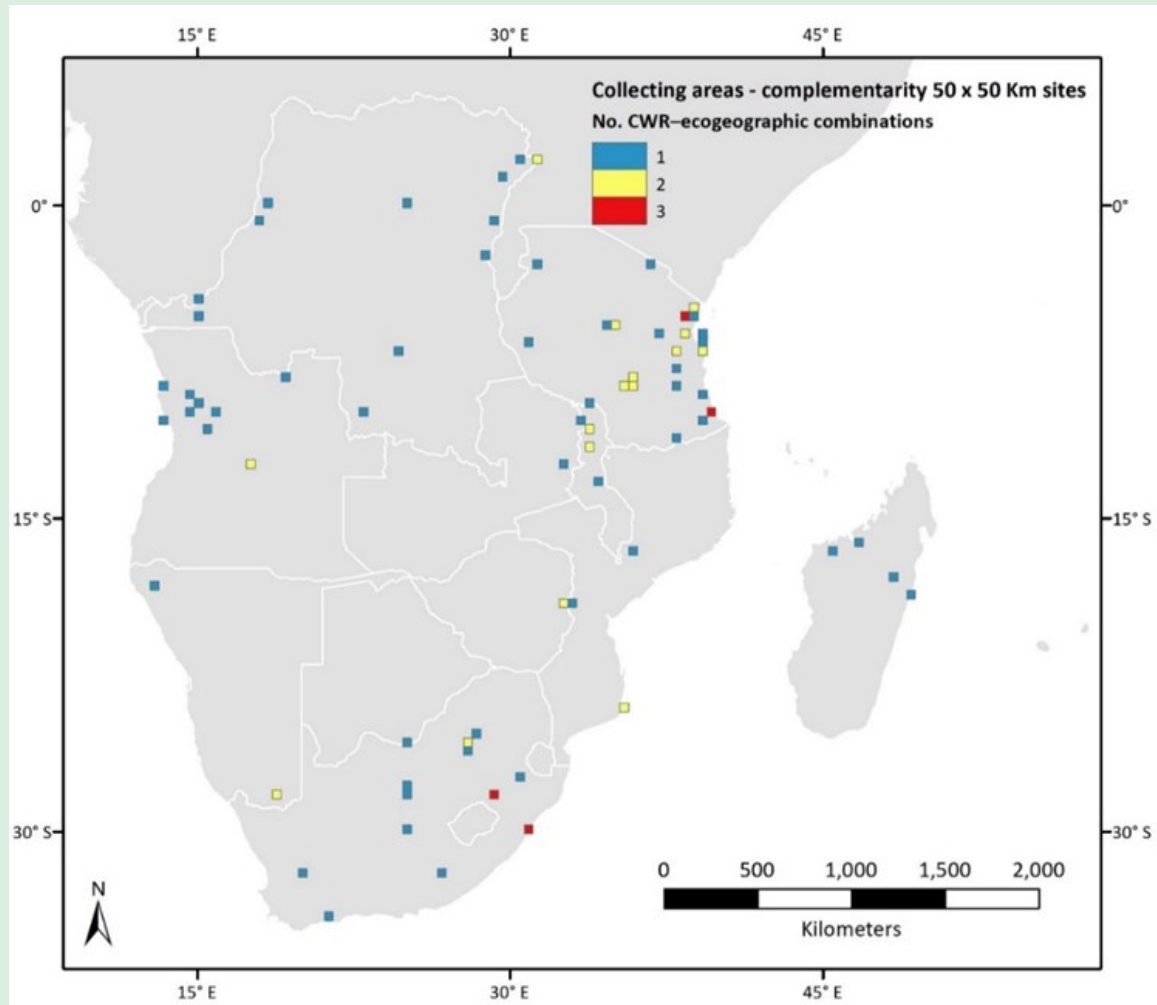 15° E 30° E 45° E
Collecting areas - complementarity 50 x 50 Km sites
No. CWR–ecogeographic combinations
1
2
3
0° 0°
15° S 15° S
30° S 30° S
0 500 1,000 1,500 2,000
Kilometers
N
15° E 30° E 45° E